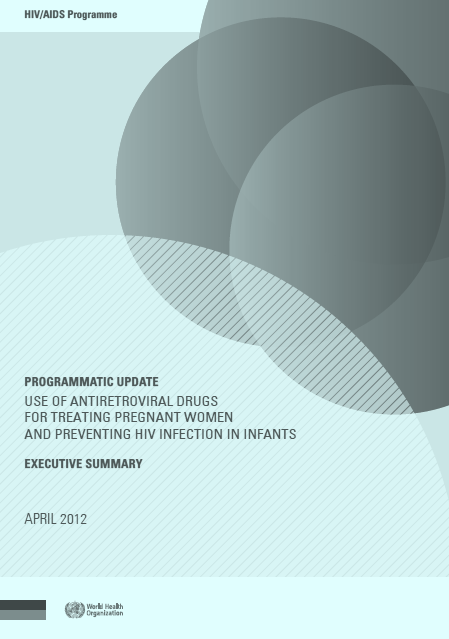 HIV/AIDS Programme
PROGRAMMATIC UPDATE
USE OF ANTIRETROVIRAL DRUGS
FOR TREATING PREGNANT WOMEN
AND PREVENTING HIV INFECTION IN INFANTS
EXECUTIVE SUMMARY
APRIL 2012
World Health
Organization